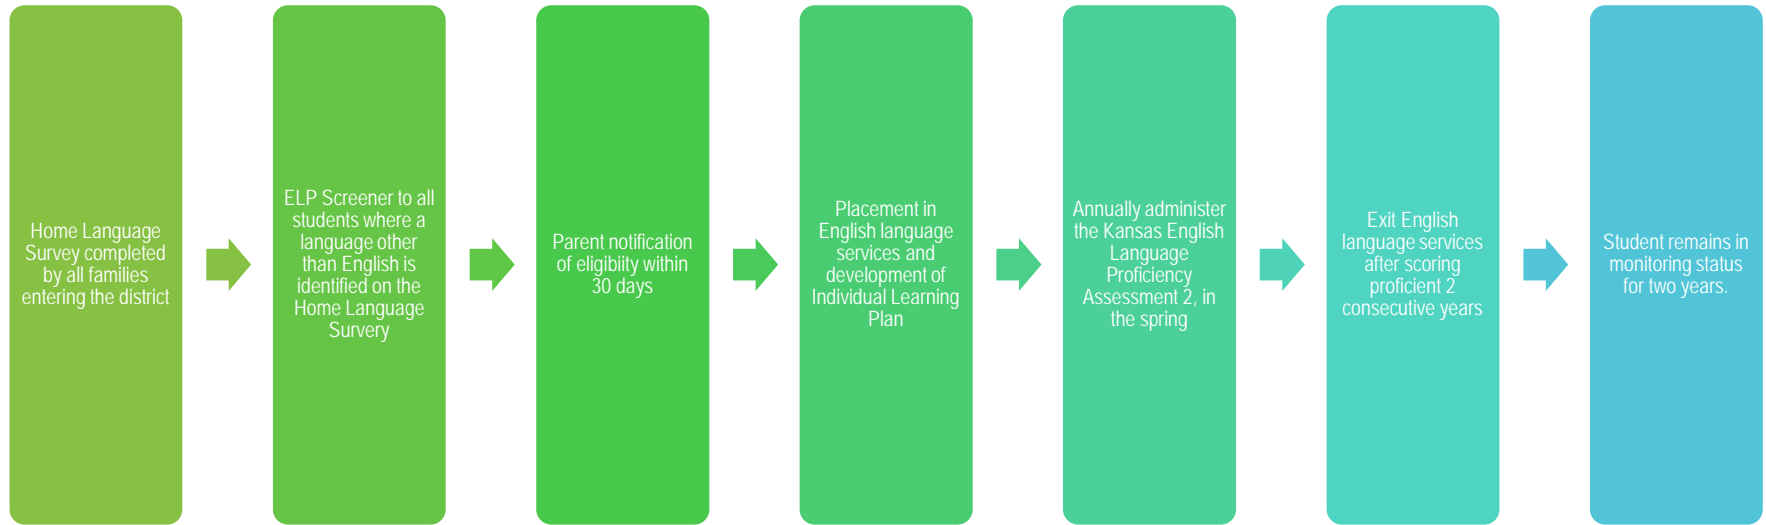 Home Language
Survey completed
by all families
entering the district
ELP Screener to all
students where a
language other
than English is
identified on the
Home Language
Survery
Parent notification
of eligibiity within
30 days
Placement in
English language
services and
development of
Individual Learning
Plan
Annually administer
the Kansas English
Language
Proficiency
Assessment 2, in
the spring
Exit English
language services
after scoring
proficient 2
consecutive years
Student remains in
monitoring status
for two years.